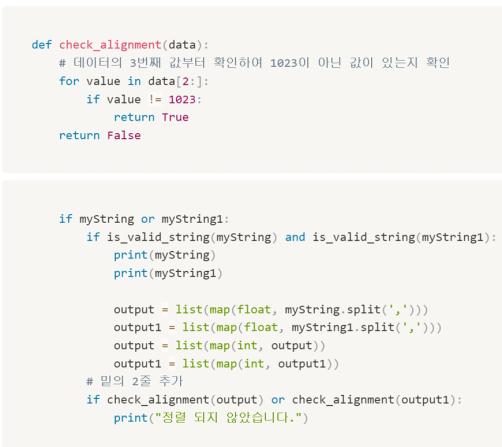 def check_alignment(data):
    # 데이터의 3번째 값부터 확인하여 1023이 아닌 값이 있는지 확인
    for value in data[2:]:
        if value != 1023:
            return True
    return False
    if myString or myString1:
        if is_valid_string(myString) and is_valid_string(myString1):
            print(myString)
            print(myString1)
            output = list(map(float, myString.split(',')))
            output1 = list(map(float, myString1.split(',')))
            output = list(map(int, output))
            output1 = list(map(int, output1))
        # 밑의 2줄 추가
        if check_alignment(output) or check_alignment(output1):
            print("정렬 되지 않았습니다.")